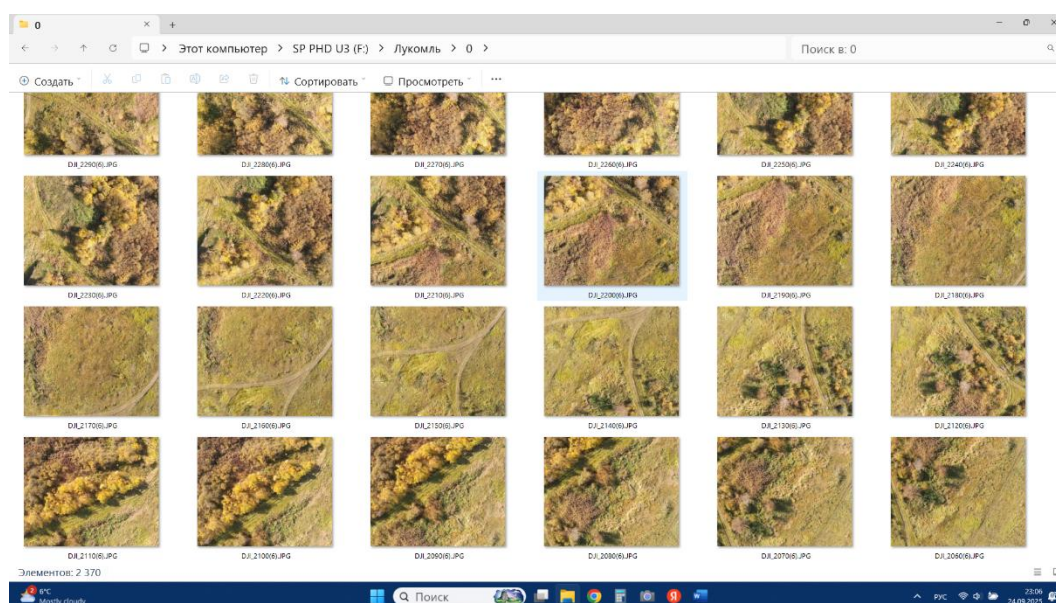 0
Этот компьютер > SP PHD U3 (F:) > Лукомль > 0 >
Поиск в: 0
Создать
Сортировать
Просмотреть
DJI_2290(6).JPG
DJI_2280(6).JPG
DJI_2270(6).JPG
DJI_2260(6).JPG
DJI_2250(6).JPG
DJI_2240(6).JPG
DJI_2230(6).JPG
DJI_2220(6).JPG
DJI_2210(6).JPG
DJI_2200(6).JPG
DJI_2190(6).JPG
DJI_2180(6).JPG
DJI_2170(6).JPG
DJI_2160(6).JPG
DJI_2150(6).JPG
DJI_2140(6).JPG
DJI_2130(6).JPG
DJI_2120(6).JPG
DJI_2110(6).JPG
DJI_2100(6).JPG
DJI_2090(6).JPG
DJI_2080(6).JPG
DJI_2070(6).JPG
DJI_2060(6).JPG
Элементов: 2 370
2
6°C
Mostly cloudy
Поиск
Я
W
РУС
23:06
24.09.2025